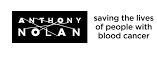 ANTHONY
NOLAN
saving the lives
of people with
blood cancer